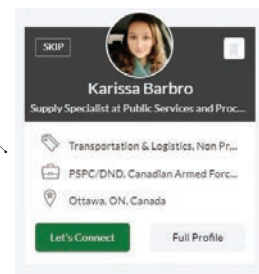 SKIP
Karissa Barbro
Supply Specialist at Public Services and Proc...
Transportation & Logistics, Non Pr...
PSPC/DND, Canadian Armed Forc...
Ottawa, ON, Canada
Let's Connect Full Profile